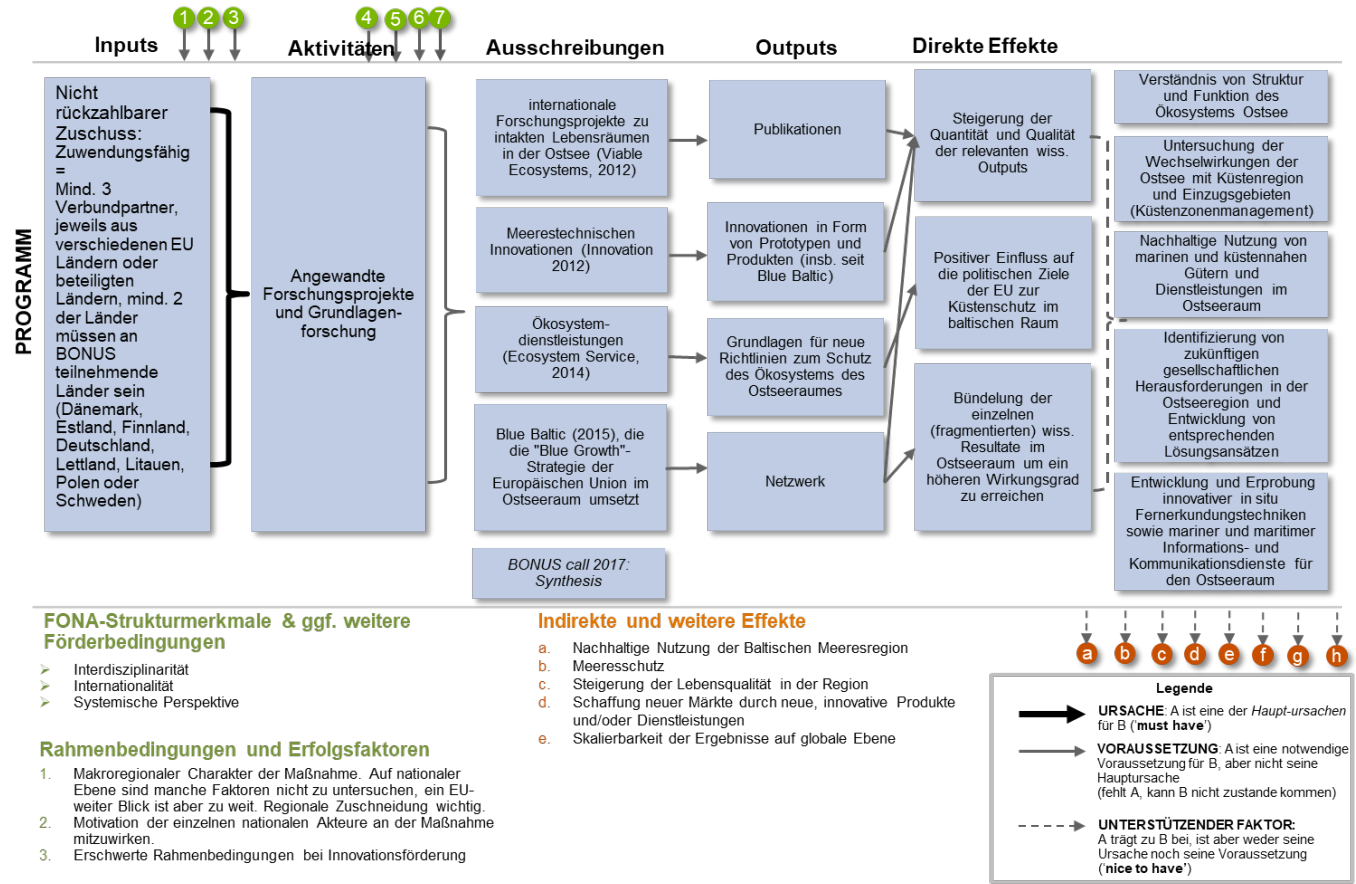 1 2 3 4 5 6 7
Inputs
Aktivitäten
Ausschreibungen
Outputs
Direkte Effekte
PROGRAMM
Nicht
rückzahlbarer
Zuschuss:
Zuwendungsfähig
=
Mind. 3
Verbundpartner,
jeweils aus
verschiedenen EU
Ländern oder
beteiligten
Ländern, mind. 2
der Länder
müssen an
BONUS
teilnehmende
Länder sein
(Dänemark,
Estland, Finnland,
Deutschland,
Lettland, Litauen,
Polen oder
Schweden)
Angewandte
Forschungsprojekte
und Grundlagen-
forschung
internationale
Forschungsprojekte zu
intakten Lebensräumen
in der Ostsee (Viable
Ecosystems, 2012)
Meerestechnischen
Innovationen (Innovation
2012)
Ökosystem-
dienstleistungen
(Ecosystem Service,
2014)
Blue Baltic (2015), die
die "Blue Growth"-
Strategie der
Europäischen Union im
Ostseeraum umsetzt
BONUS call 2017:
Synthesis
Publikationen
Innovationen in Form
von Prototypen und
Produkten (insb. seit
Blue Baltic)
Grundlagen für neue
Richtlinien zum Schutz
des Ökosystems des
Ostseeraumes
Netzwerk
Steigerung der
Quantität und Qualität
der relevanten wiss.
Outputs
Positiver Einfluss auf
die politischen Ziele
der EU zur
Küstenschutz im
baltischen Raum
Bündelung der
einzelnen
(fragmentierten) wiss.
Resultate im
Ostseeraum um ein
höheren Wirkungsgrad
zu erreichen
Verständnis von Struktur
und Funktion des
Ökosystems Ostsee
Untersuchung der
Wechselwirkungen der
Ostsee mit Küstenregion
und Einzugsgebieten
(Küstenzonenmanagement)
Nachhaltige Nutzung von
marinen und küstennahen
Gütern und
Dienstleistungen im
Ostseeraum
Identifizierung von
zukünftigen
gesellschaftlichen
Herausforderungen in der
Ostseeregion und
Entwicklung von
entsprechenden
Lösungsansätzen
Entwicklung und Erprobung
innovativer in situ
Fernerkundungstechniken
sowie mariner und maritimer
Informations- und
Kommunikationsdienste für
den Ostseeraum
FONA-Strukturmerkmale & ggf. weitere
Förderbedingungen
Interdisziplinarität
Internationalität
Systemische Perspektive
Rahmenbedingungen und Erfolgsfaktoren
1. Makroregionaler Charakter der Maßnahme. Auf nationaler
Ebene sind manche Faktoren nicht zu untersuchen, ein EU-
weiter Blick ist aber zu weit. Regionale Zuschneidung wichtig.
2. Motivation der einzelnen nationalen Akteure an der Maßnahme
mitzuwirken.
3. Erschwerte Rahmenbedingungen bei Innovationsförderung
Indirekte und weitere Effekte
a. Nachhaltige Nutzung der Baltischen Meeresregion
b. Meeresschutz
c. Steigerung der Lebensqualität in der Region
d. Schaffung neuer Märkte durch neue, innovative Produkte
und/oder Dienstleistungen
e. Skalierbarkeit der Ergebnisse auf globale Ebene
a b c d e f g h
Legende
URSACHE: A ist eine der Haupt-ursachen
für B ('must have')
VORAUSSETZUNG: A ist eine notwendige
Voraussetzung für B, aber nicht seine
Hauptursache
(fehlt A, kann B nicht zustande kommen)
UNTERSTÜTZENDER FAKTOR:
A trägt zu B bei, ist aber weder seine
Ursache noch seine Voraussetzung
('nice to have')